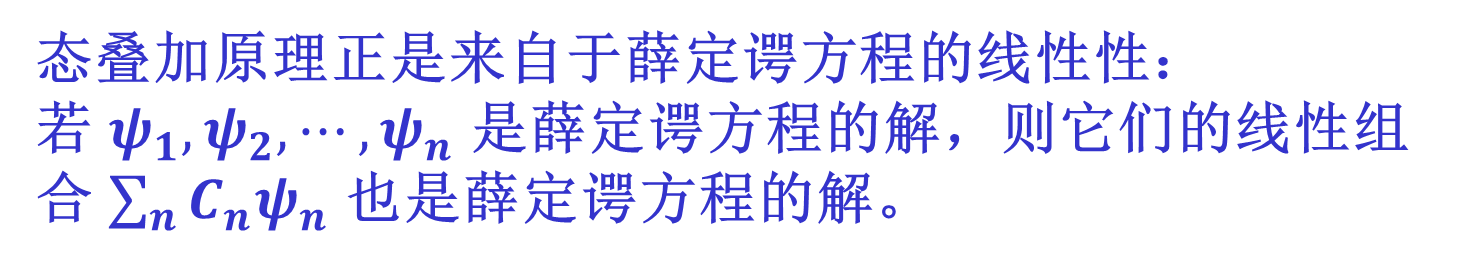 态叠加原理正是来自于薛定谔方程的线性性：
若 ψ₁, ψ₂, ⋯ , ψₙ 是薛定谔方程的解，则它们的线性组
合 ∑ₙ Cₙψₙ 也是薛定谔方程的解。